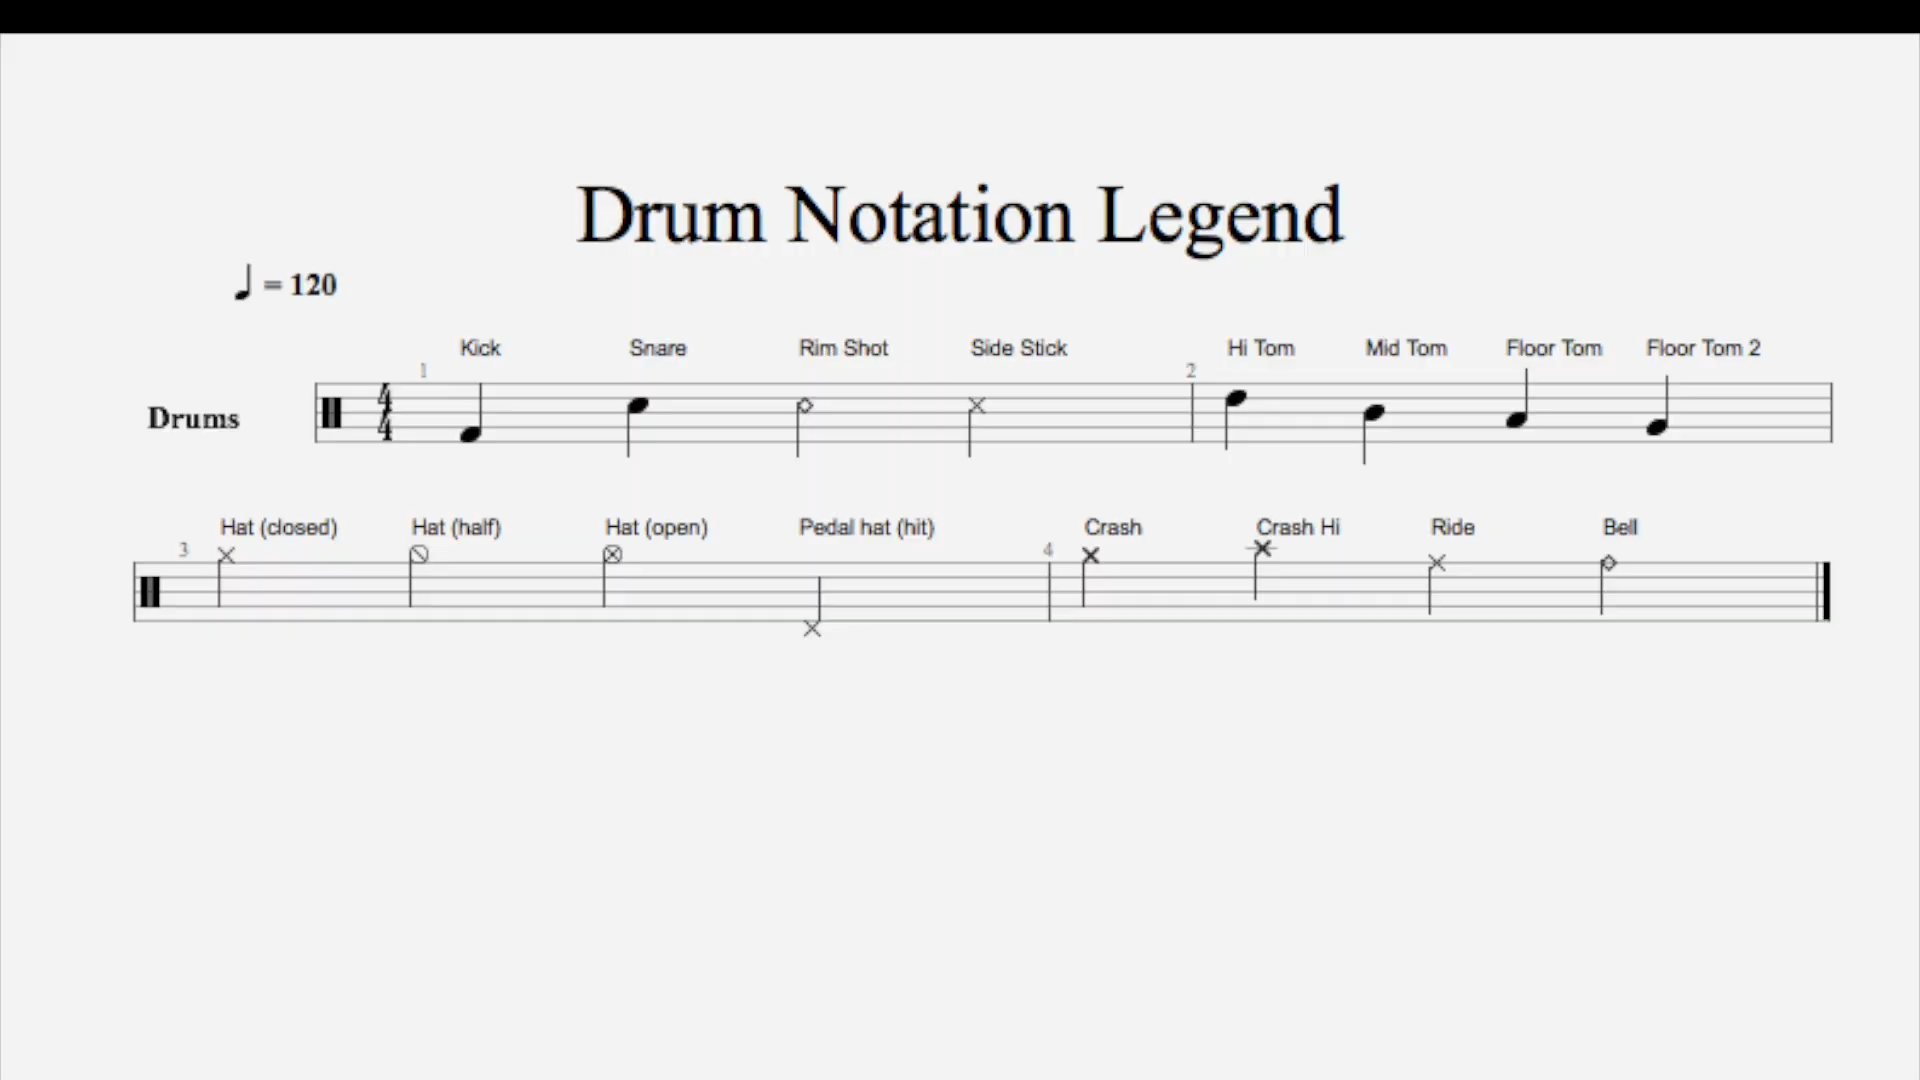 Drum Notation Legend
♩ = 120
Kick Snare Rim Shot Side Stick Hi Tom Mid Tom Floor Tom Floor Tom 2
1 2
Drums 4/4
Hat (closed) Hat (half) Hat (open) Pedal hat (hit) Crash Crash Hi Ride Bell
3 4